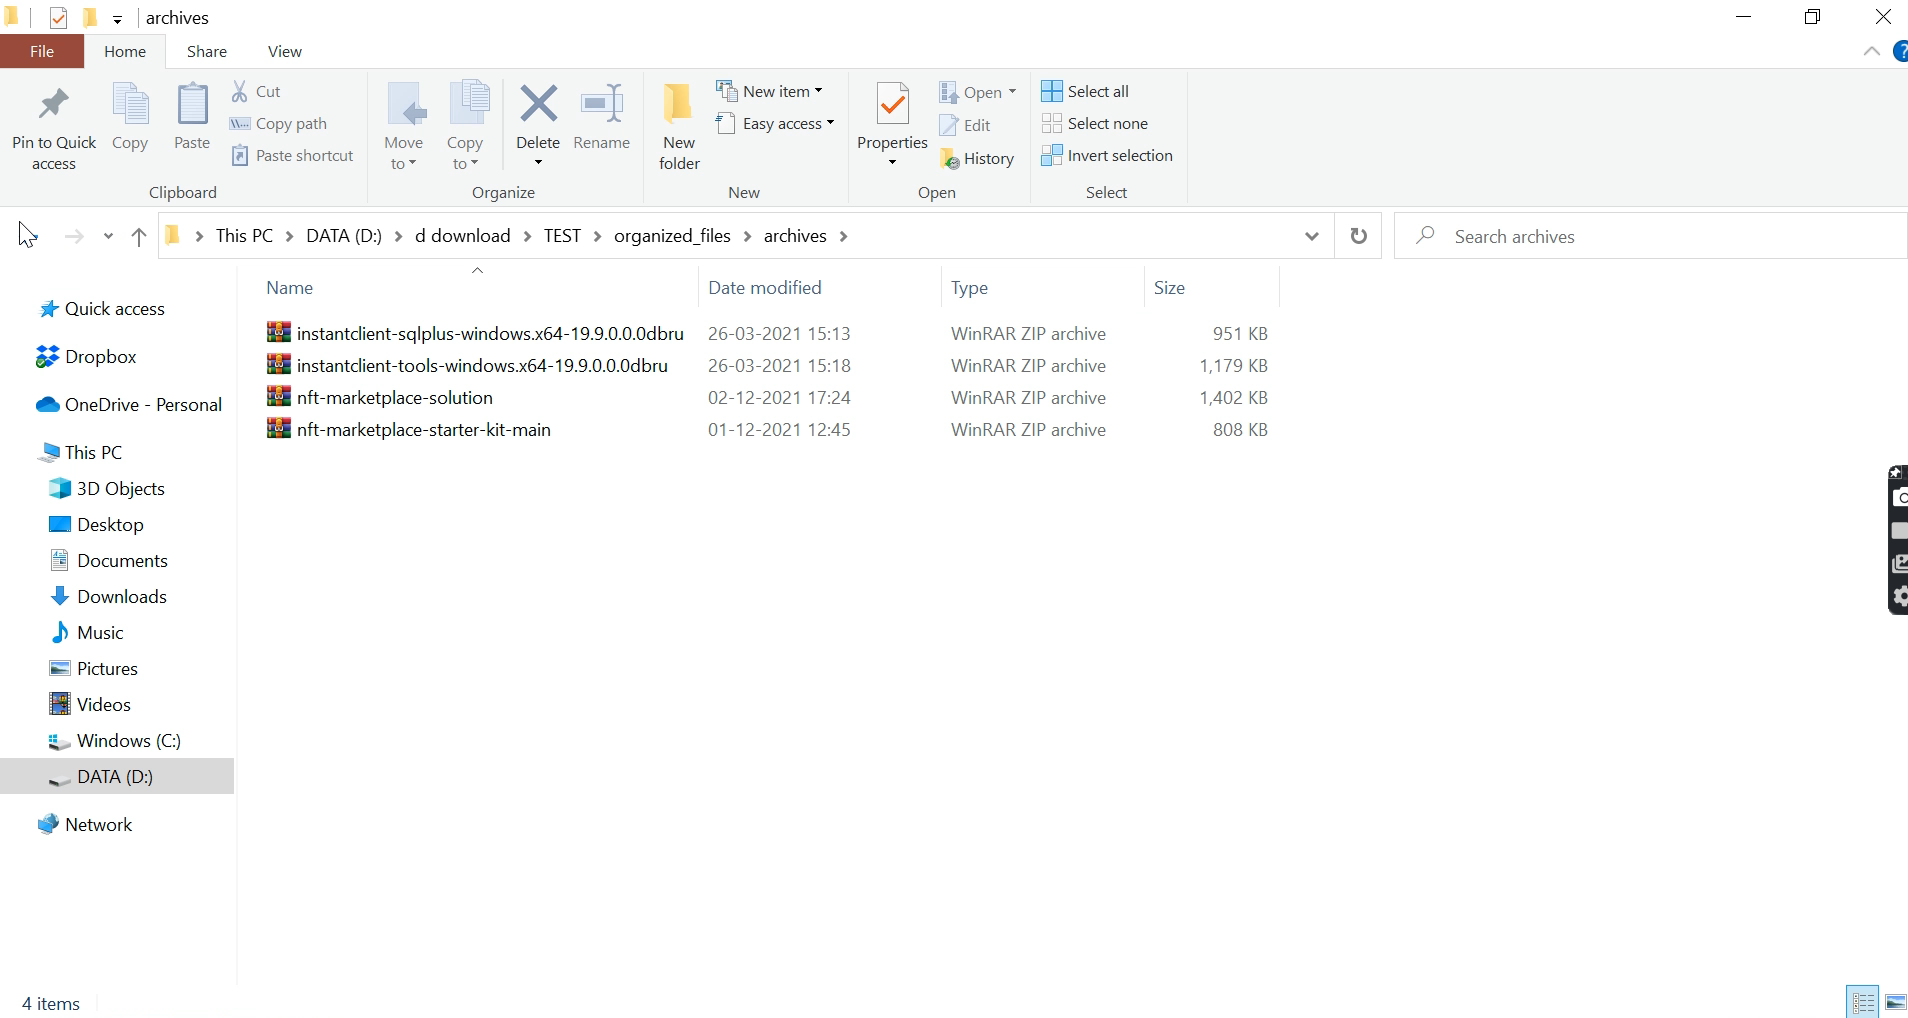 archives
File Home Share View
Pin to Quick access
Copy
Paste
Cut
Copy path
Paste shortcut
Clipboard
Move to
Copy to
Delete
Rename
Organize
New folder
New item
Easy access
New
Properties
Open
Edit
History
Open
Select all
Select none
Invert selection
Select
This PC > DATA (D:) > d download > TEST > organized_files > archives >
Search archives
Name Date modified Type Size
instantclient-sqlplus-windows.x64-19.9.0.0.0dbru 26-03-2021 15:13 WinRAR ZIP archive 951 KB
instantclient-tools-windows.x64-19.9.0.0.0dbru 26-03-2021 15:18 WinRAR ZIP archive 1,179 KB
nft-marketplace-solution 02-12-2021 17:24 WinRAR ZIP archive 1,402 KB
nft-marketplace-starter-kit-main 01-12-2021 12:45 WinRAR ZIP archive 808 KB
Quick access
Dropbox
OneDrive - Personal
This PC
3D Objects
Desktop
Documents
Downloads
Music
Pictures
Videos
Windows (C:)
DATA (D:)
Network
4 items